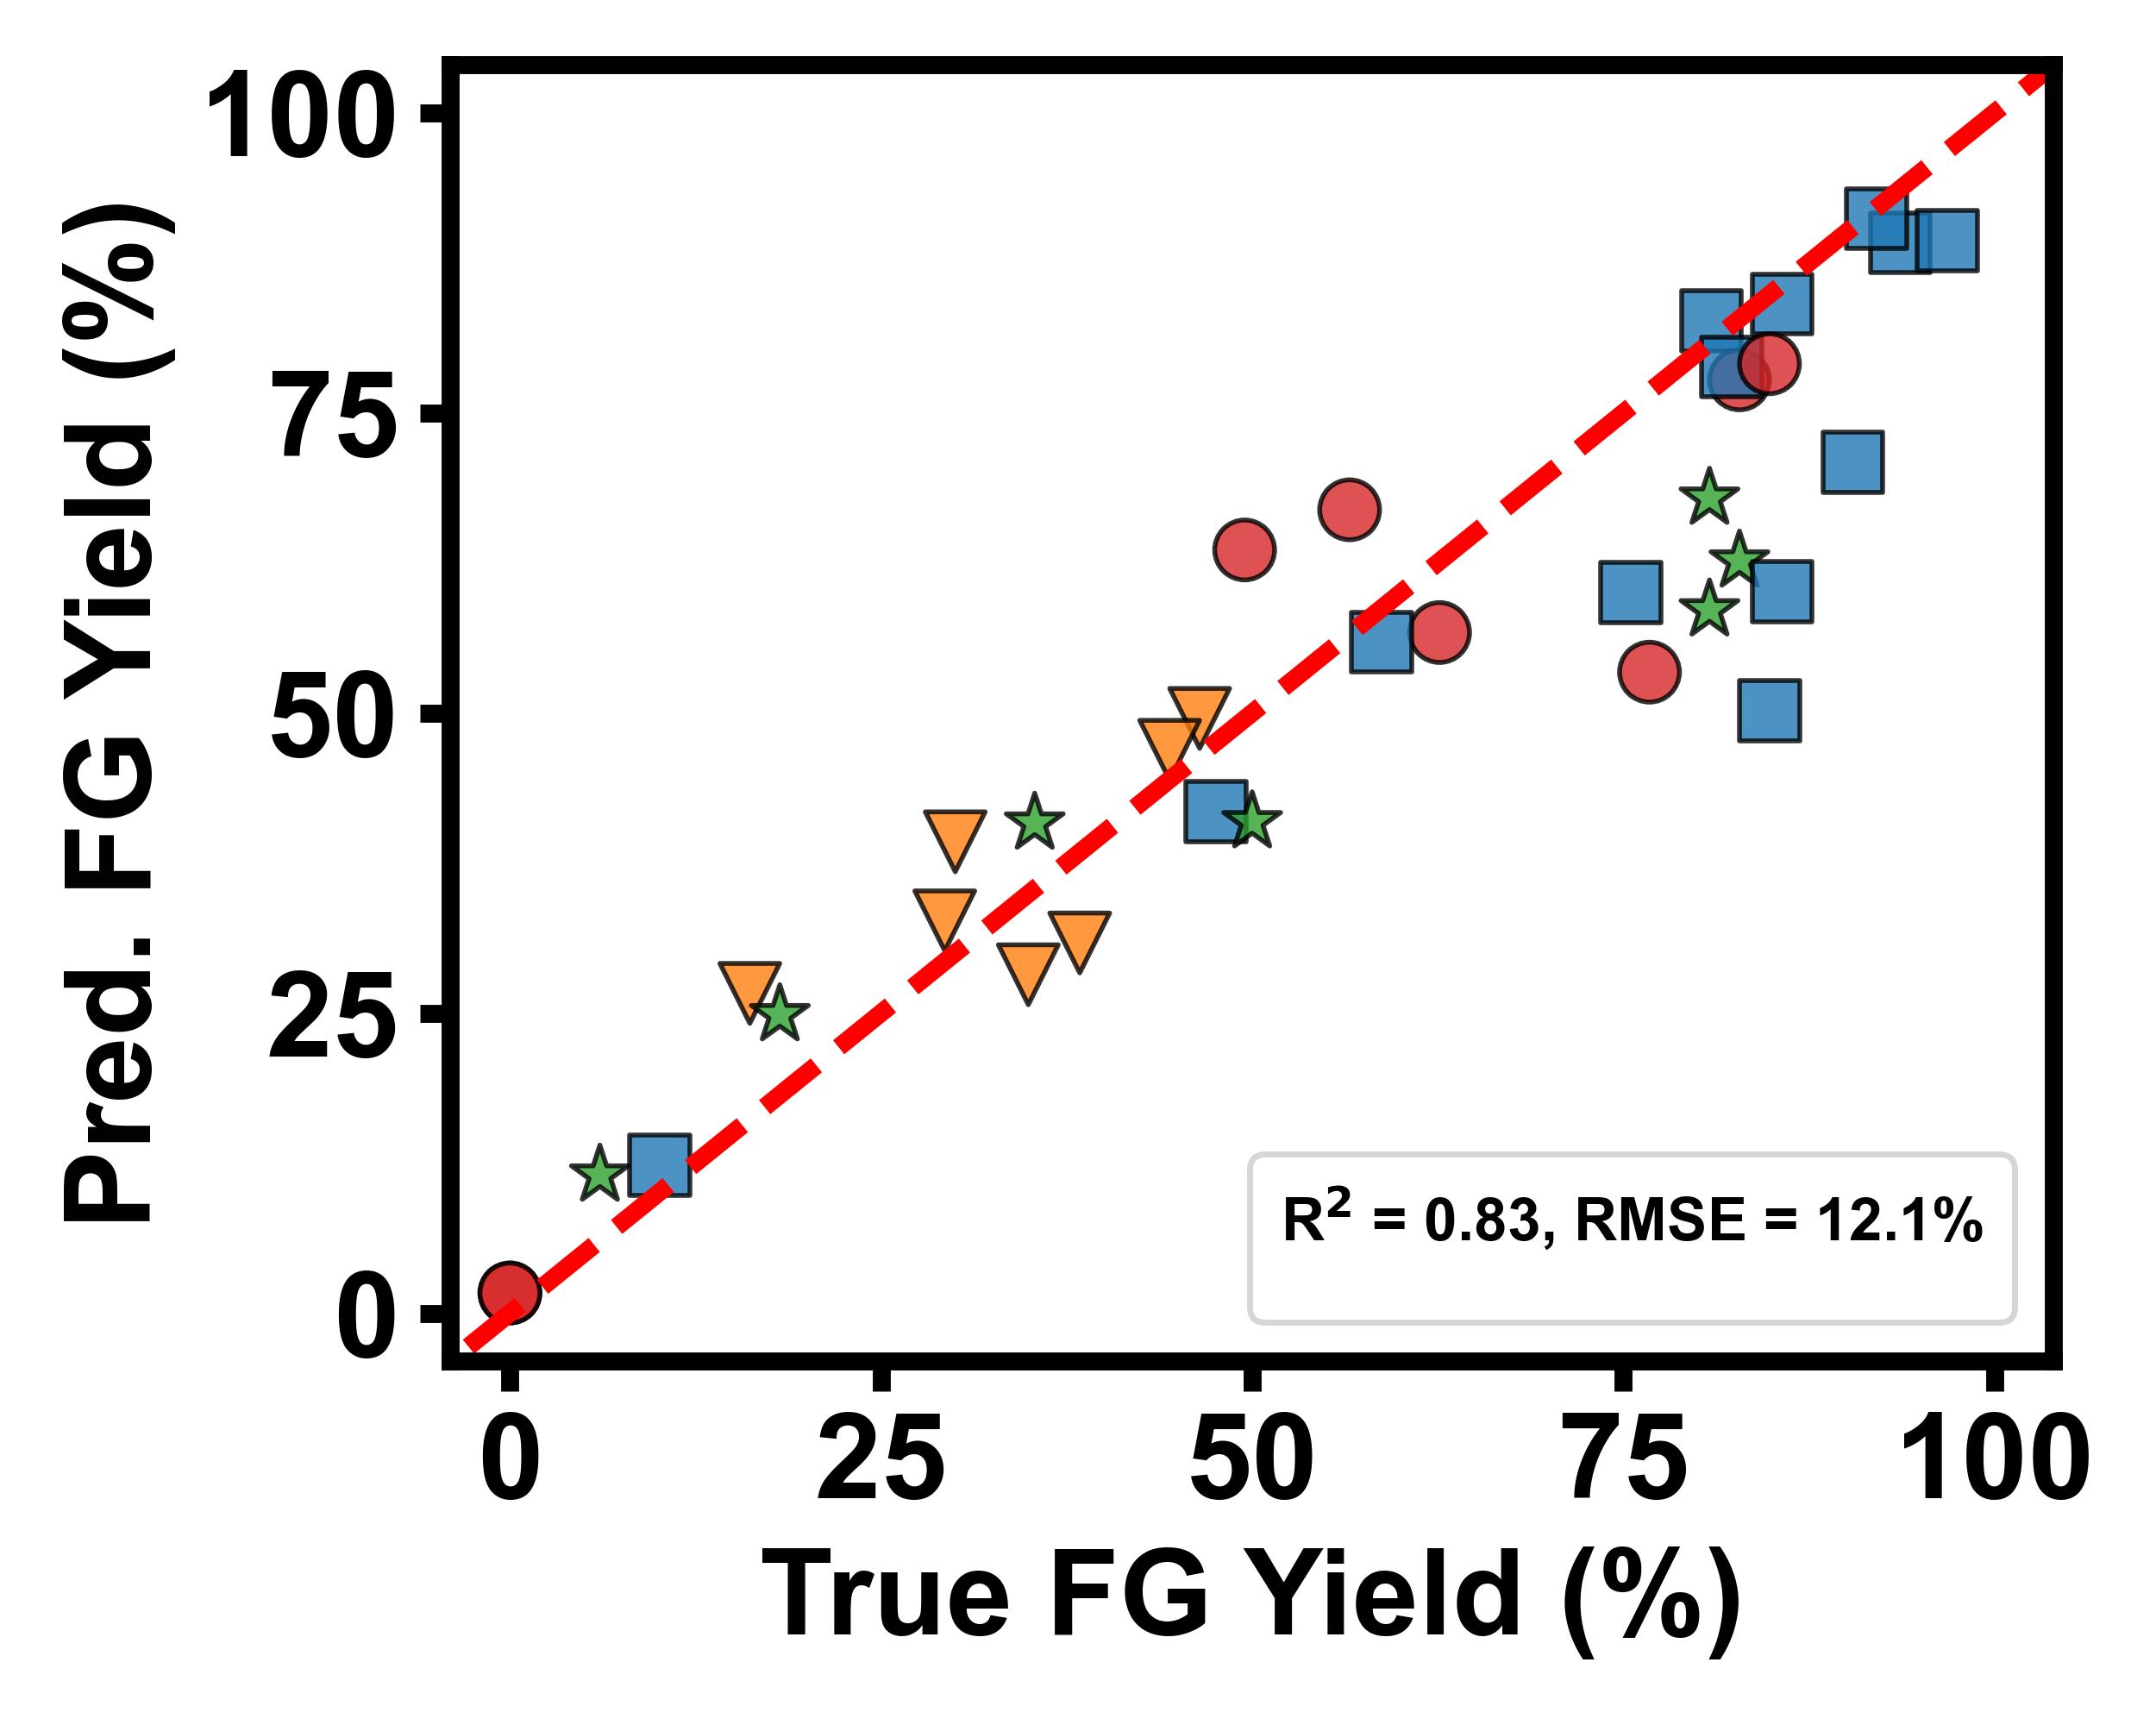 Pred. FG Yield (%)
100
75
50
25
0
R² = 0.83, RMSE = 12.1%
0 25 50 75 100
True FG Yield (%)